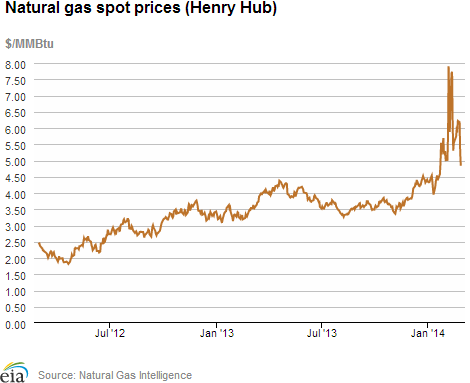 Natural gas spot prices (Henry Hub)
$/MMBtu
8.00
7.50
7.00
6.50
6.00
5.50
5.00
4.50
4.00
3.50
3.00
2.50
2.00
1.50
1.00
0.50
0.00
Jul '12
Jan '13
Jul '13
Jan '14
eia
Source: Natural Gas Intelligence